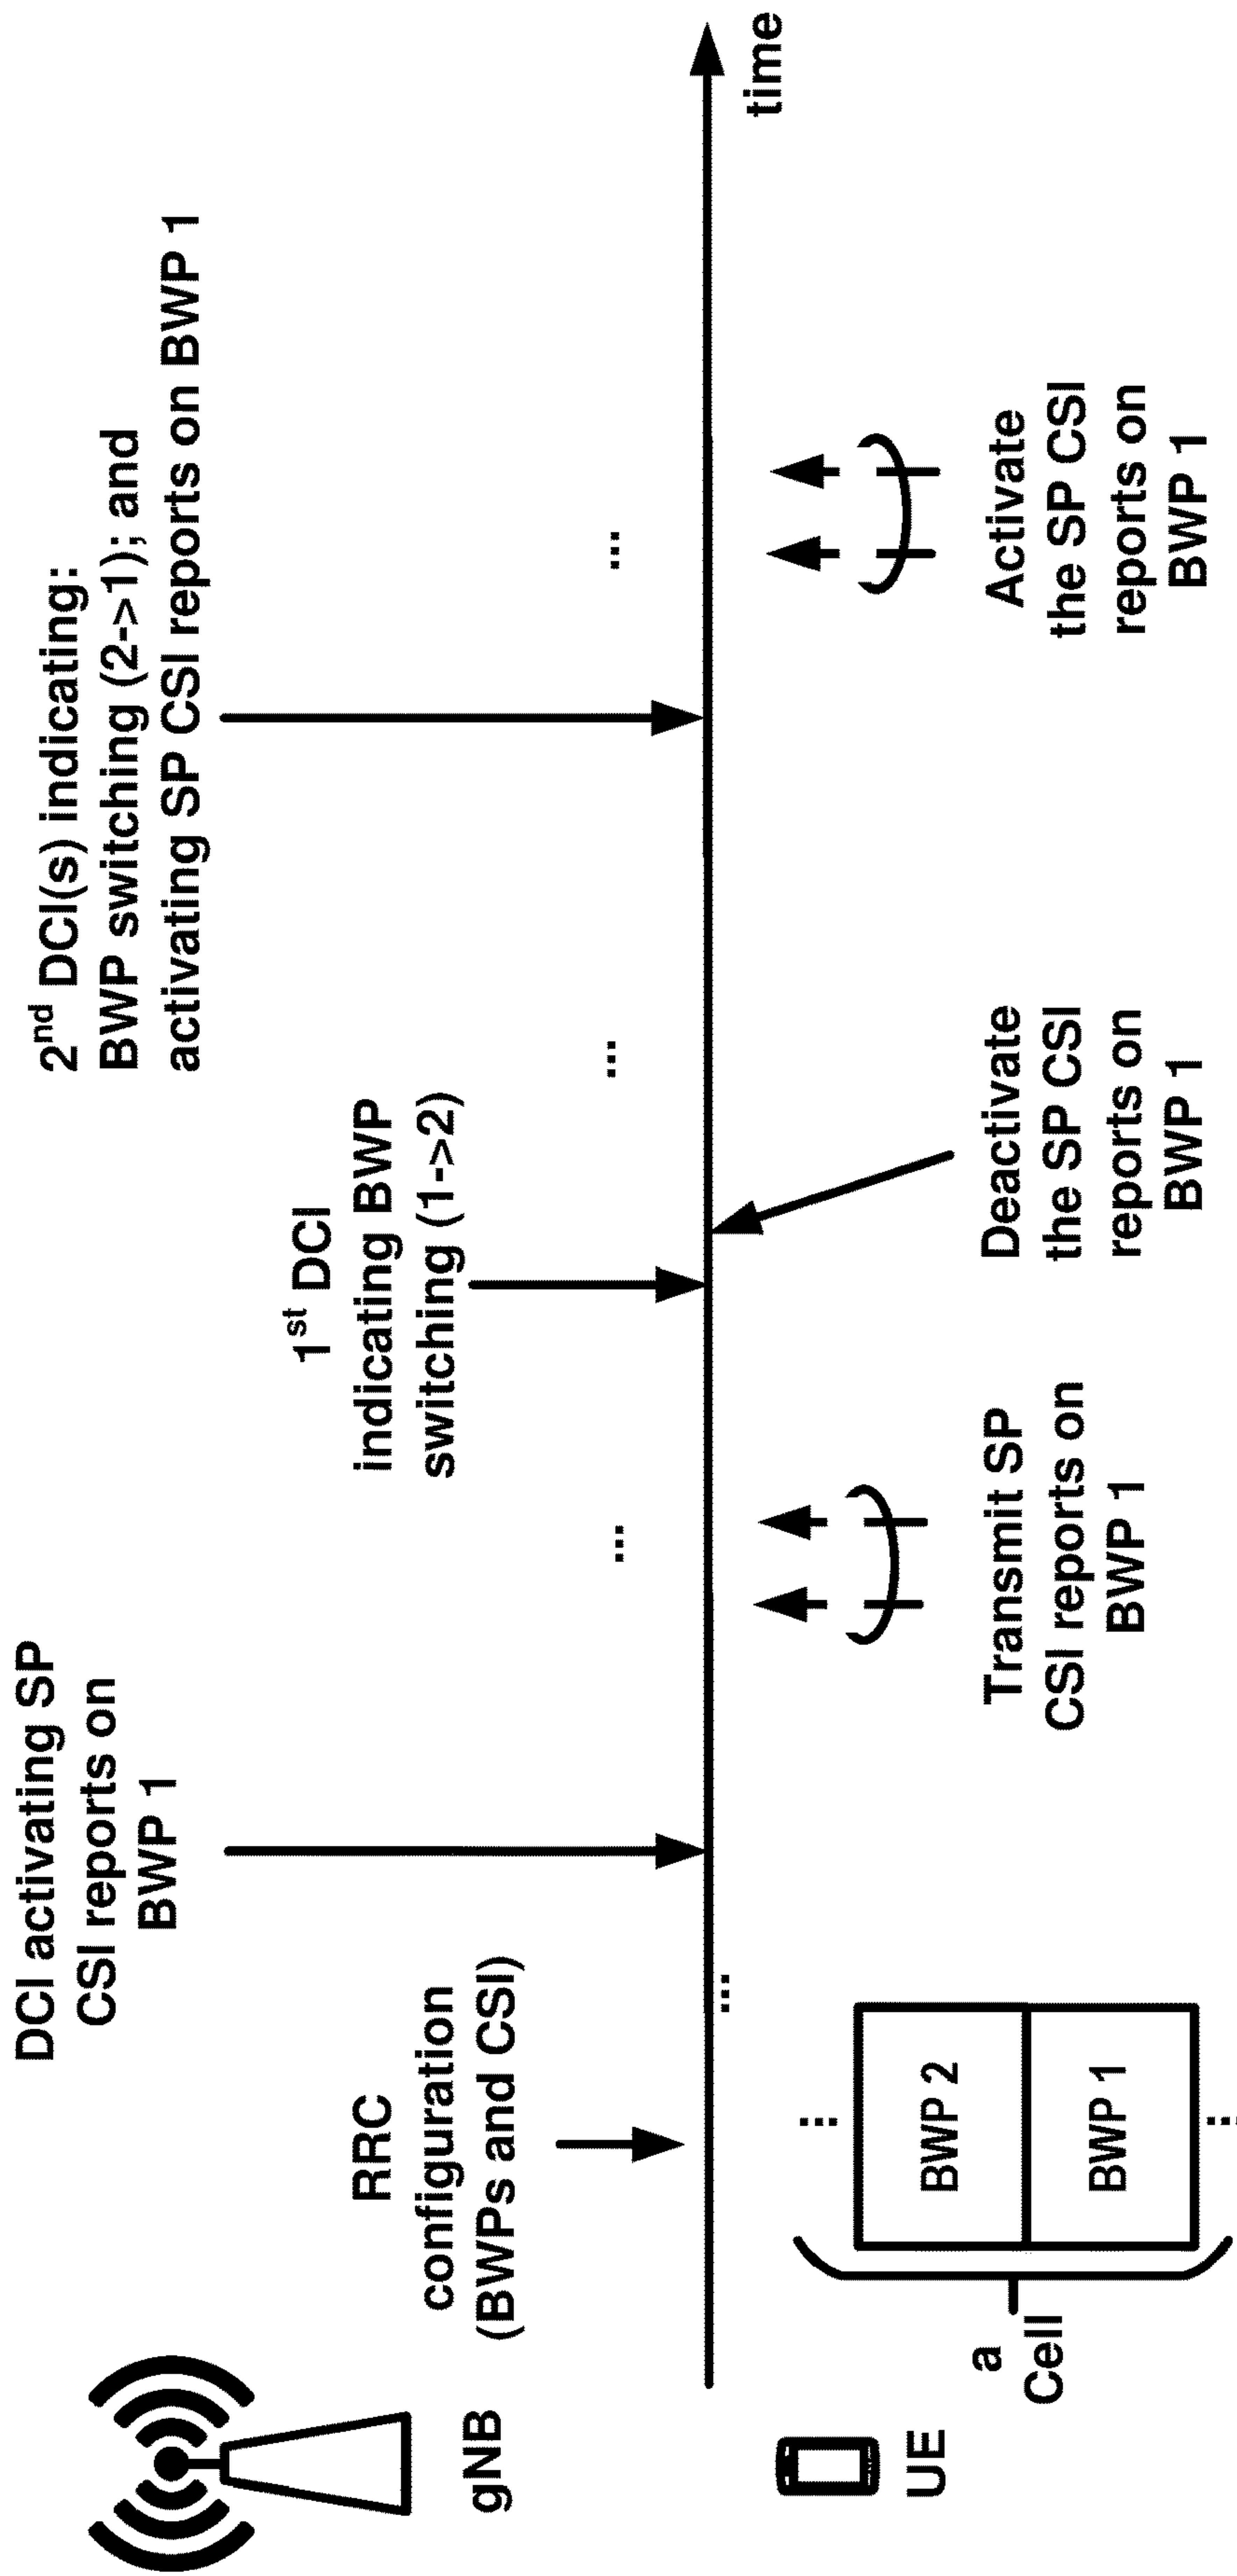 gNB
RRC
configuration
(BWPs and CSI)
DCI activating SP
CSI reports on
BWP 1
1st DCI
indicating BWP
switching (1->2)
2nd DCI(s) indicating:
BWP switching (2->1); and
activating SP CSI reports on BWP 1
...
...
...
...
time
UE
a
Cell
...
BWP 2
BWP 1
...
Transmit SP
CSI reports on
BWP 1
Deactivate
the SP CSI
reports on
BWP 1
Activate
the SP CSI
reports on
BWP 1